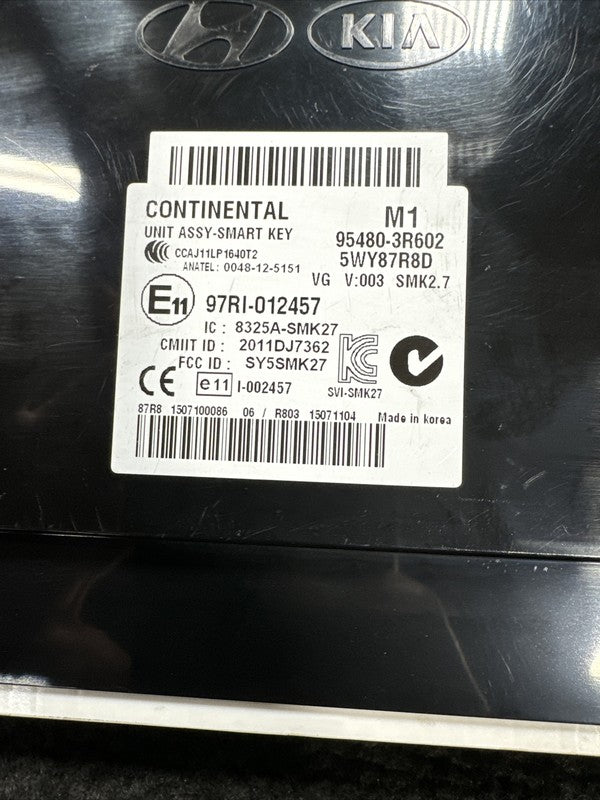 KIA
CONTINENTAL M1
UNIT ASSY-SMART KEY 95480-3R602
CCAJ11LP1640T2 5WY87R8D
ANATEL: 0048-12-5151 VG V:003 SMK2.7
E11 97RI-012457
IC : 8325A-SMK27
CMIIT ID : 2011DJ7362
FCC ID : SY5SMK27
CE e11 I-002457 SVI-SMK27
87R8 1507100086 06 / R803 15071104 Made in korea